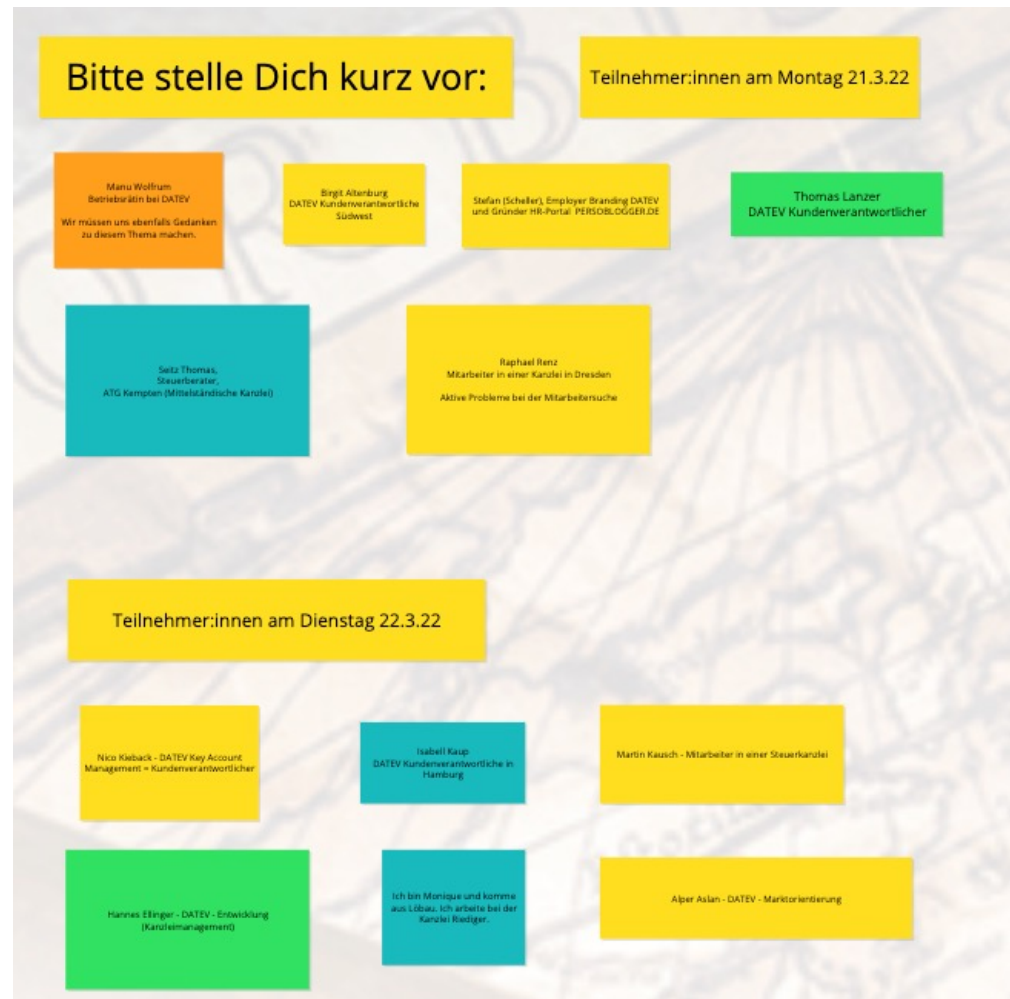 Bitte stelle Dich kurz vor:
Teilnehmer:innen am Montag 21.3.22
Manu Wolfrum
Betriebsrätin bei DATEV
Wir müssen uns ebenfalls Gedanken
zu diesem Thema machen.
Birgit Altenburg
DATEV Kundenverantwortliche
Südwest
Stefan (Scheller), Employer Branding DATEV
und Gründer HR-Portal PERSOBLOGGER.DE
Thomas Lanzer
DATEV Kundenverantwortlicher
Seitz Thomas,
Steuerberater,
ATG Kempten (Mittelständische Kanzlei)
Raphael Renz
Mitarbeiter in einer Kanzlei in Dresden
Aktive Probleme bei der Mitarbeitersuche
Teilnehmer:innen am Dienstag 22.3.22
Nico Kieback - DATEV Key Account
Management = Kundenverantwortlicher
Isabell Kaup
DATEV Kundenverantwortliche in
Hamburg
Martin Kausch - Mitarbeiter in einer Steuerkanzlei
Hannes Ellinger - DATEV - Entwicklung
(Kanzleimanagement)
Ich bin Monique und komme
aus Löbau. Ich arbeite bei der
Kanzlei Riediger.
Alper Aslan - DATEV - Marktorientierung